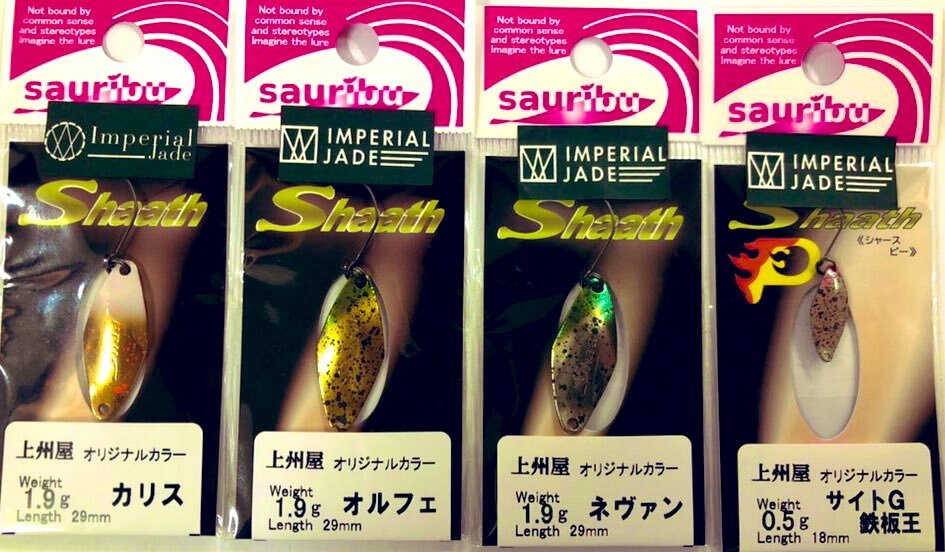 Not bound by
common sense
and stereotypes
Imagine the lure
sauribu
Imperial
Jade
Shaath
上州屋 オリジナルカラー
Weight
1.9g
カリス
Length 29mm
Not bound by
common sense
and stereotypes
Imagine the lure
sauribu
IMPERIAL
JADE
Shaath
上州屋 オリジナルカラー
Weight
1.9g
オルフェ
Length 29mm
Not bound by
common sense
and stereotypes
Imagine the lure
sauribu
IMPERIAL
JADE
Shaath
上州屋 オリジナルカラー
Weight
1.9g
ネヴァン
Length 29mm
Not bound by
common sense
and stereotypes
Imagine the lure
sauribu
IMPERIAL
JADE
Shaath
《シャース
ピー》
P
上州屋 オリジナルカラー
Weight
0.5g
サイトG
鉄板王
Length 18mm